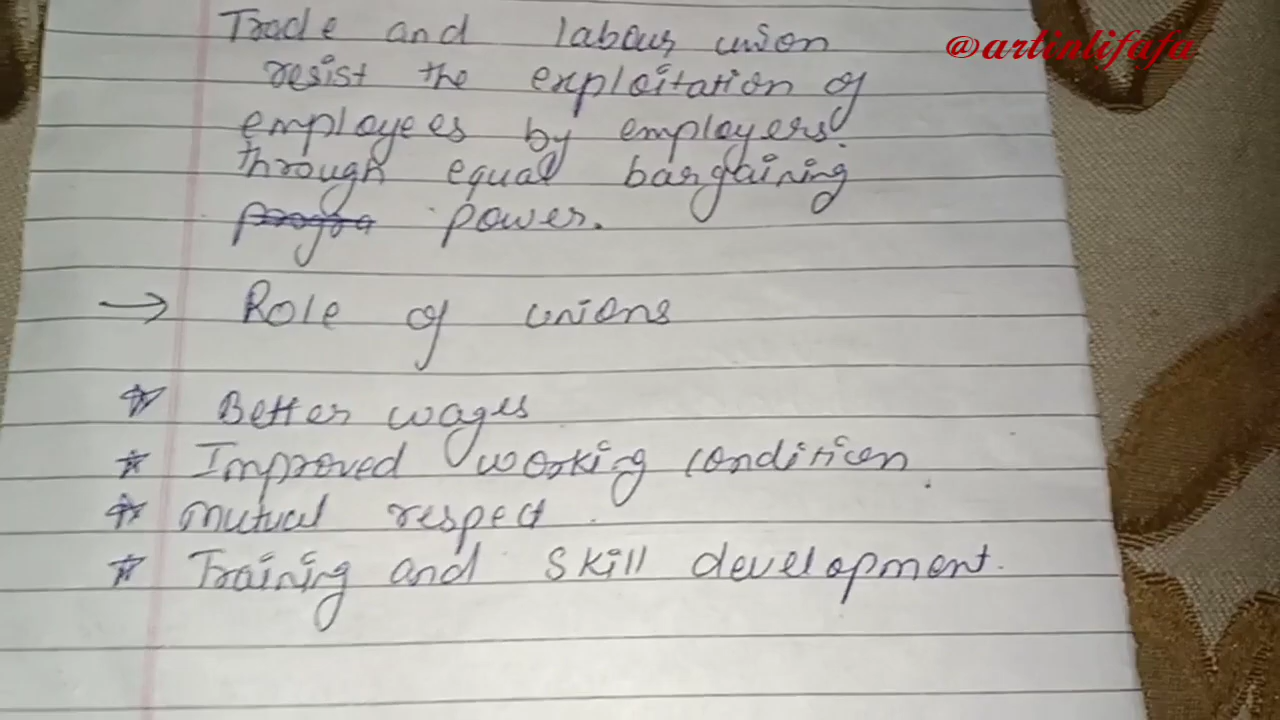 Trade and labour union
@artinlifafa
resist the exploitation of
employees by employers.
through equal bargaining
power.
→ Role of unions
☆ Better wages
☆ Improved working condition.
☆ mutual respect.
☆ Training and skill development.